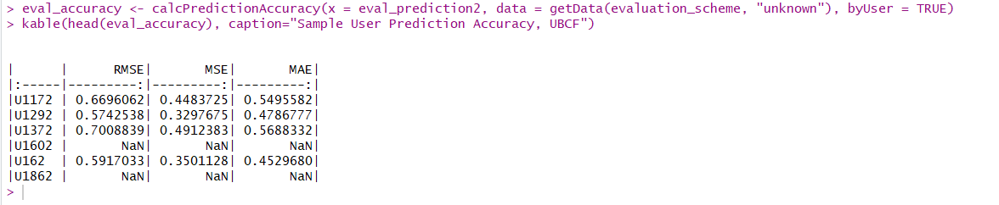 > eval_accuracy <- calcPredictionAccuracy(x = eval_prediction2, data = getData(evaluation_scheme, "unknown"), byUser = TRUE)
> kable(head(eval_accuracy), caption="Sample User Prediction Accuracy, UBCF")
|      |      RMSE|       MSE|       MAE|
|:-----|---------:|---------:|---------:|
|U1172 | 0.6696062| 0.4483725| 0.5495582|
|U1292 | 0.5742538| 0.3297675| 0.4786777|
|U1372 | 0.7008839| 0.4912383| 0.5688332|
|U1602 |       NaN|       NaN|       NaN|
|U162  | 0.5917033| 0.3501128| 0.4529680|
|U1862 |       NaN|       NaN|       NaN|
>